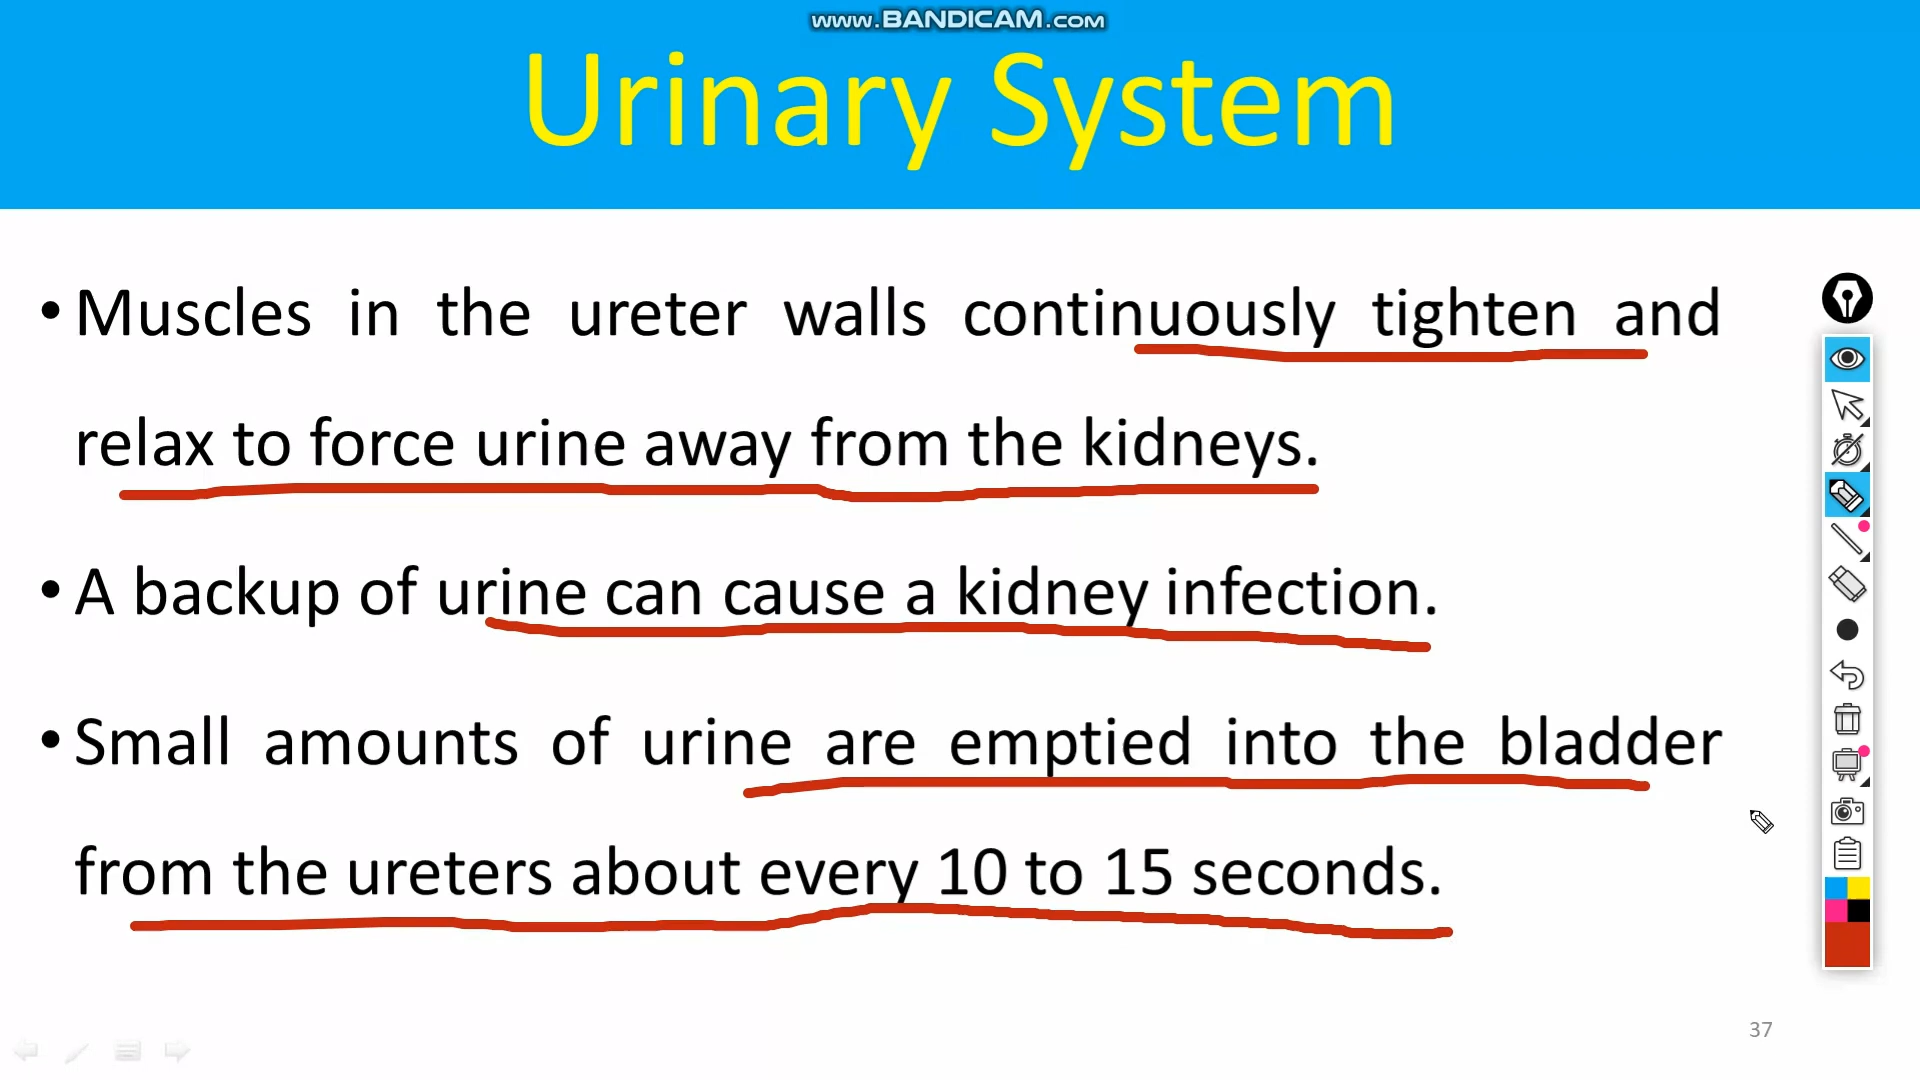 www.BANDICAM.com
Urinary System
• Muscles in the ureter walls continuously tighten and
relax to force urine away from the kidneys.
• A backup of urine can cause a kidney infection.
• Small amounts of urine are emptied into the bladder
from the ureters about every 10 to 15 seconds.
37